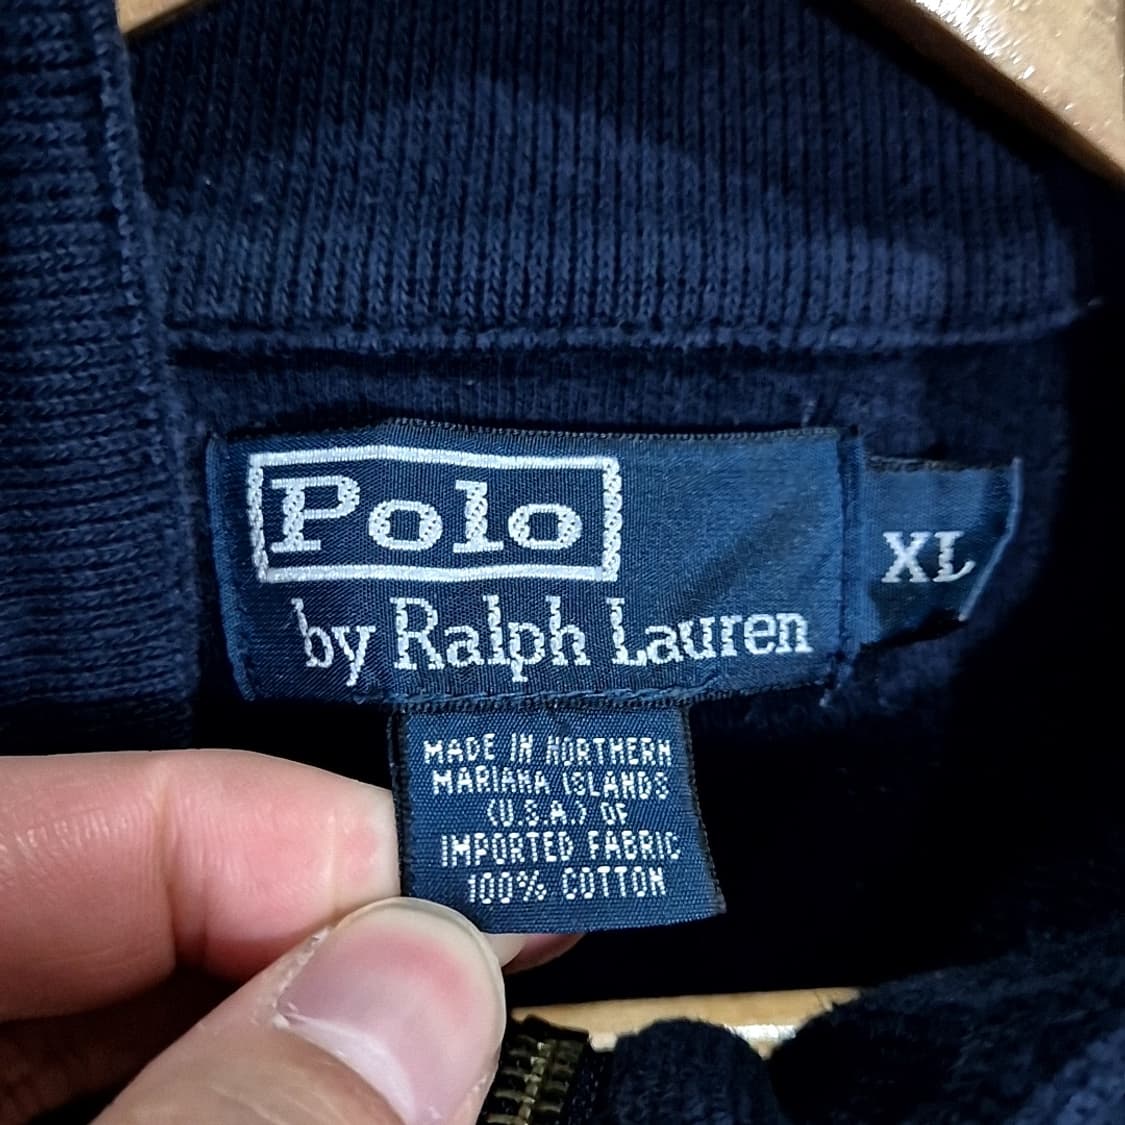 Polo
by Ralph Lauren
XL
MADE IN NORTHERN
MARIANA ISLANDS
(U.S.A.) OF
IMPORTED FABRIC
100% COTTON